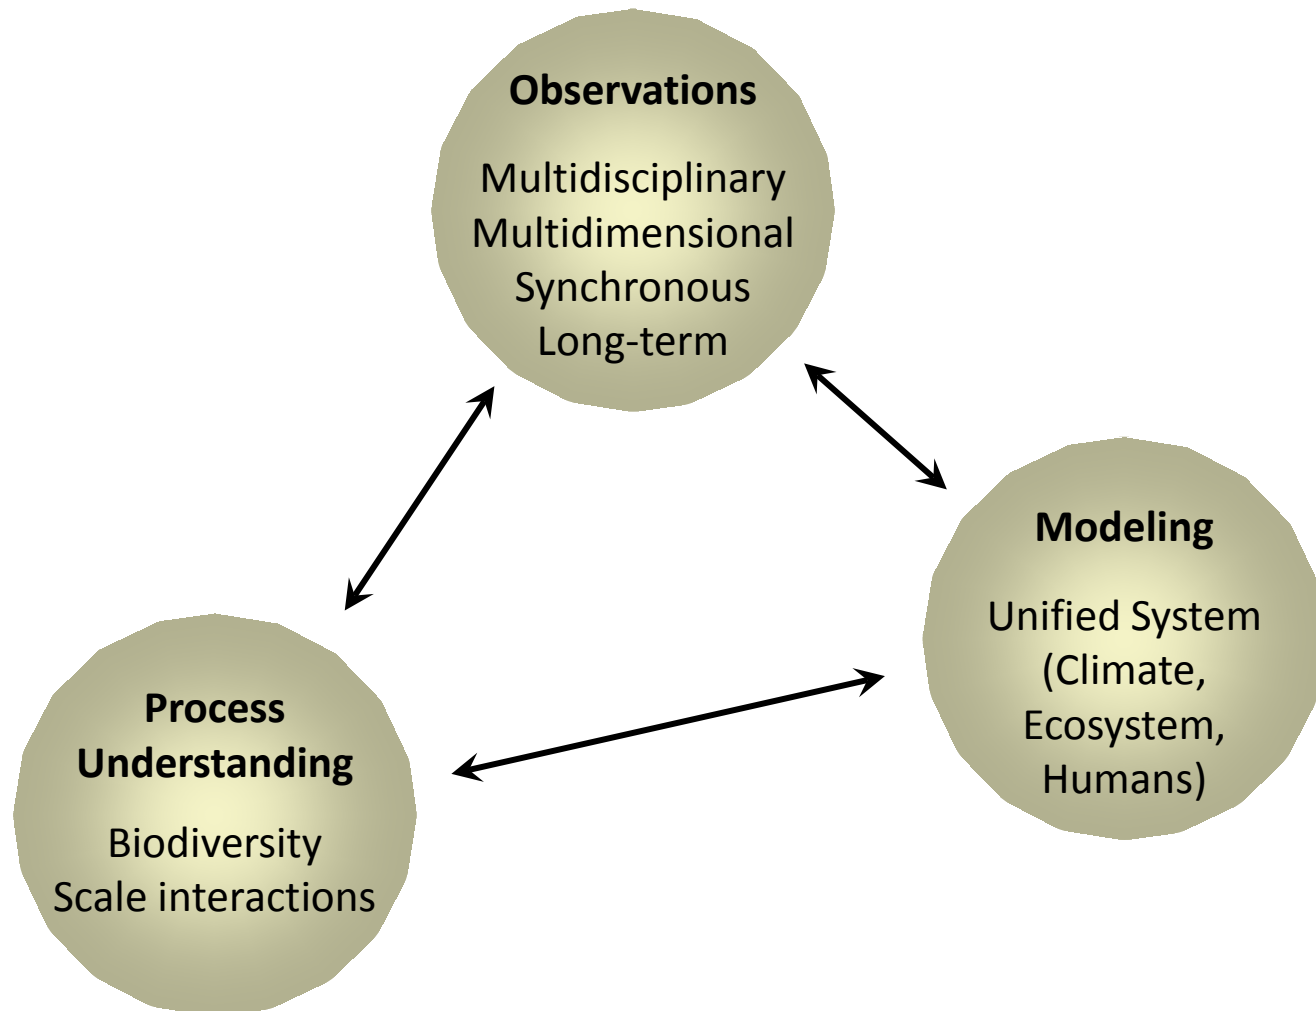 Observations
Multidisciplinary
Multidimensional
Synchronous
Long-term
Modeling
Unified System
(Climate,
Ecosystem,
Humans)
Process
Understanding
Biodiversity
Scale interactions